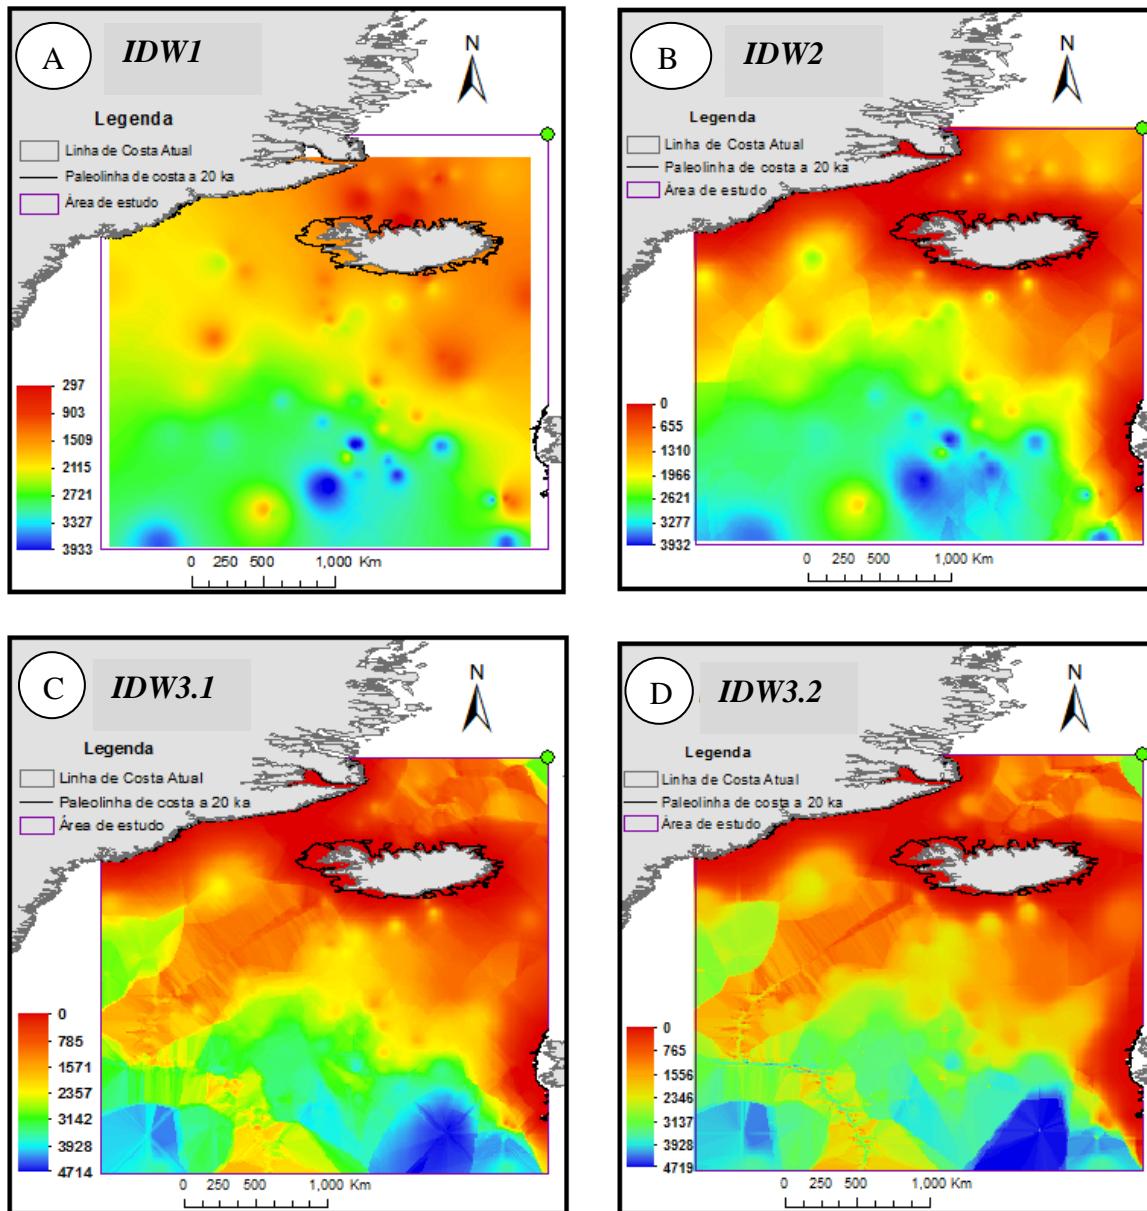 A
IDW1
N
Legenda
Linha de Costa Atual
Paleolinha de costa a 20 ka
Área de estudo
297
903
1509
2115
2721
3327
3933
0 250 500 1,000 Km
B
IDW2
N
Legenda
Linha de Costa Atual
Paleolinha de costa a 20 ka
Área de estudo
0
655
1310
1966
2621
3277
3932
0 250 500 1,000 Km
C
IDW3.1
N
Legenda
Linha de Costa Atual
Paleolinha de costa a 20 ka
Área de estudo
0
785
1571
2357
3142
3928
4714
0 250 500 1,000 Km
D
IDW3.2
N
Legenda
Linha de Costa Atual
Paleolinha de costa a 20 ka
Área de estudo
0
765
1556
2346
3137
3928
4719
0 250 500 1,000 Km